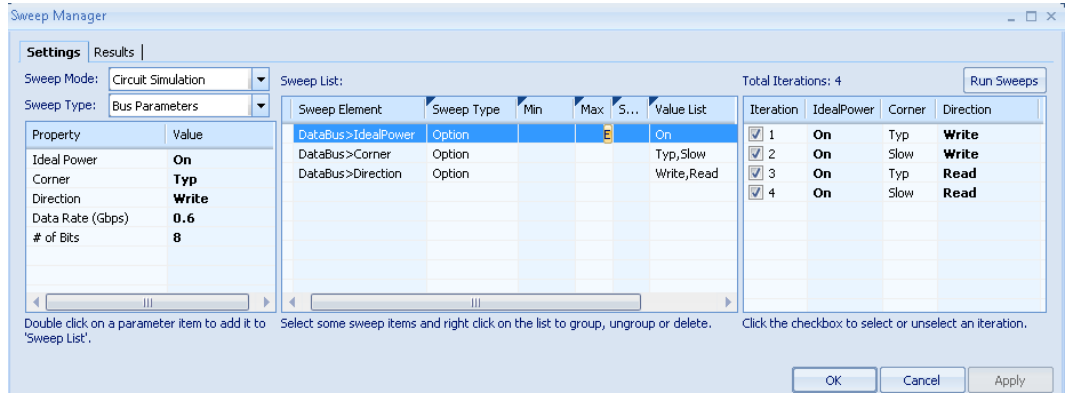 Sweep Manager
Settings Results
Sweep Mode: Circuit Simulation
Sweep Type: Bus Parameters
Property Value
Ideal Power On
Corner Typ
Direction Write
Data Rate (Gbps) 0.6
# of Bits 8
Double click on a parameter item to add it to
'Sweep List'.
Sweep List:
Sweep Element Sweep Type Min Max S... Value List
DataBus>IdealPower Option E On
DataBus>Corner Option Typ,Slow
DataBus>Direction Option Write,Read
Select some sweep items and right click on the list to group, ungroup or delete.
Total Iterations: 4 Run Sweeps
Iteration IdealPower Corner Direction
1 On Typ Write
2 On Slow Write
3 On Typ Read
4 On Slow Read
Click the checkbox to select or unselect an iteration.
OK Cancel Apply